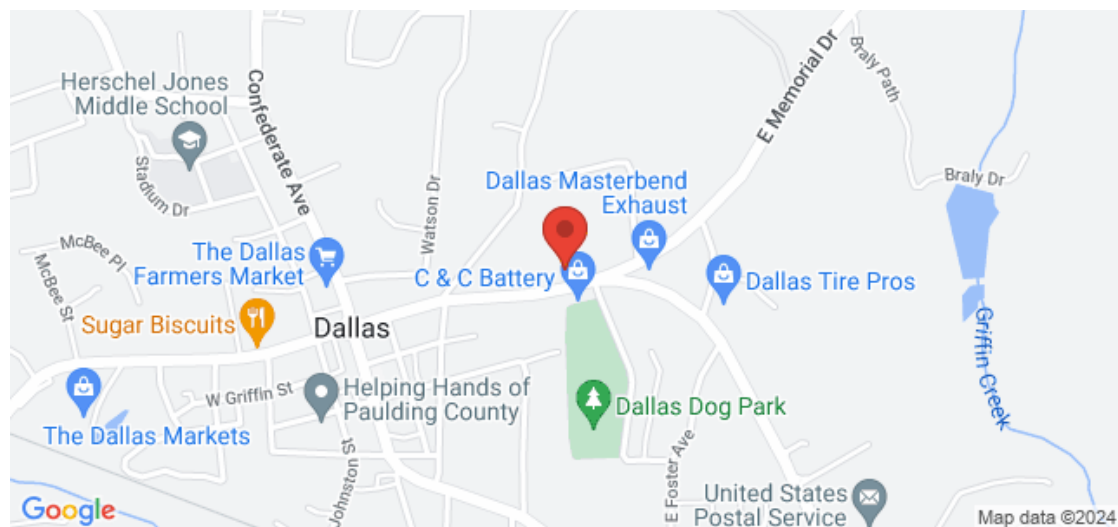 Herschel Jones
Middle School
Confederate Ave
Stadium Dr
Watson Dr
E Memorial Dr
Braly Path
Braly Dr
Dallas Masterbend
Exhaust
McBee Pl
McBee St
The Dallas
Farmers Market
C & C Battery
Dallas Tire Pros
Sugar Biscuits
Dallas
Griffin Creek
W Griffin St
Helping Hands of
Paulding County
Dallas Dog Park
The Dallas Markets
Johnston St
E Foster Ave
United States
Postal Service
Google
Map data ©2024